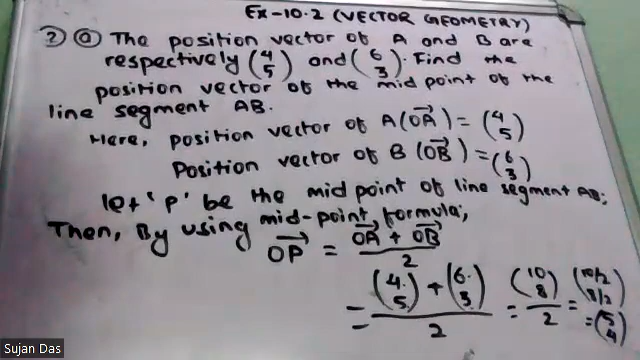 Ex-10.2 (VECTOR GEOMETRY)
2 a The position vector of A and B are
respectively (4 5) and (6 3). Find the
position vector of the mid point of the
line segment AB.
Here, position vector of A(OA) = (4 5)
Position vector of B (OB) = (6 3)
let 'p' be the mid point of line segment AB;
Then, By using mid-point formula,
OP = OA + OB / 2
= (4 5) + (6 3) / 2 = (10 8) / 2 = (10/2 8/2)
= (5 4)
Sujan Das